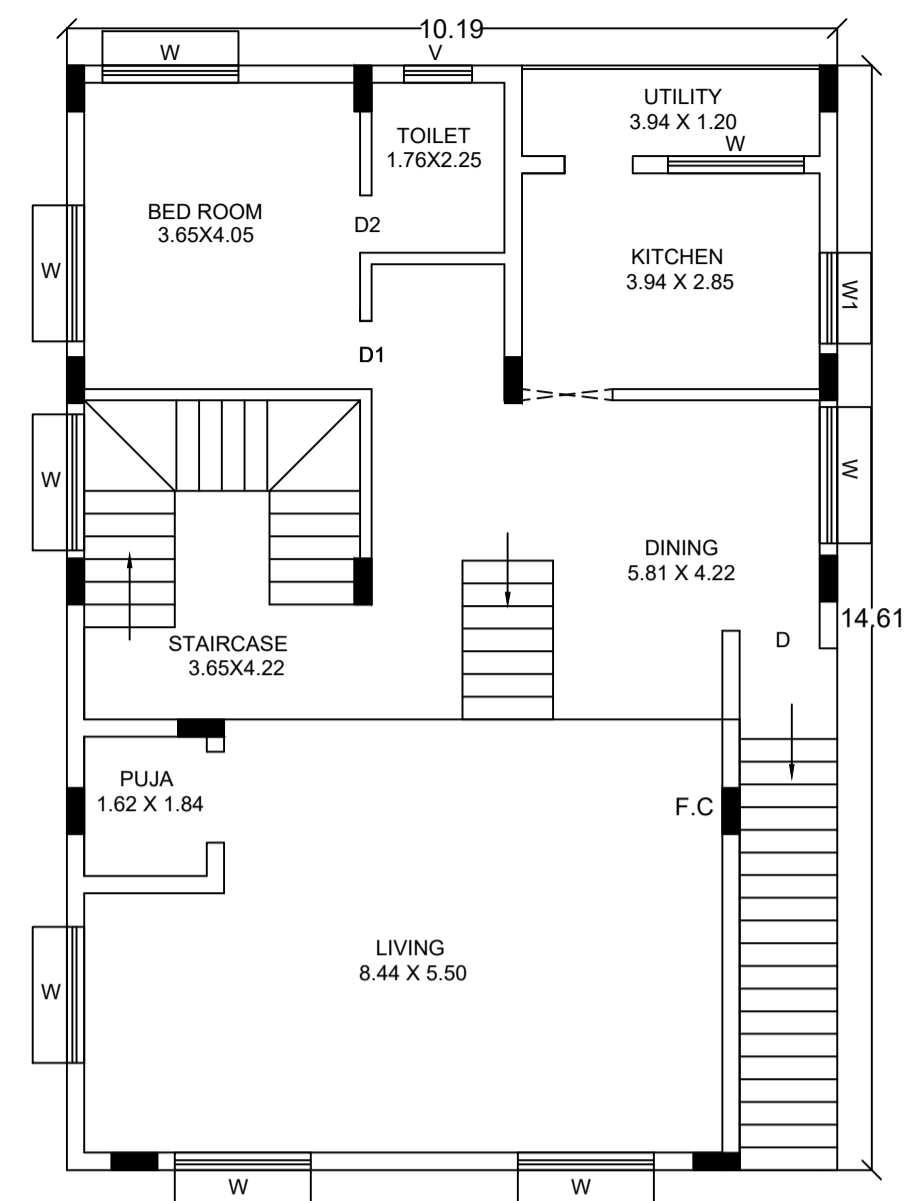 10.19
W
V
UTILITY
3.94 X 1.20
TOILET
1.76X2.25
W
BED ROOM
3.65X4.05
D2
W
KITCHEN
3.94 X 2.85
W1
D1
W
W
DINING
5.81 X 4.22
14.61
STAIRCASE
3.65X4.22
D
PUJA
1.62 X 1.84
F.C
LIVING
8.44 X 5.50
W
W
W